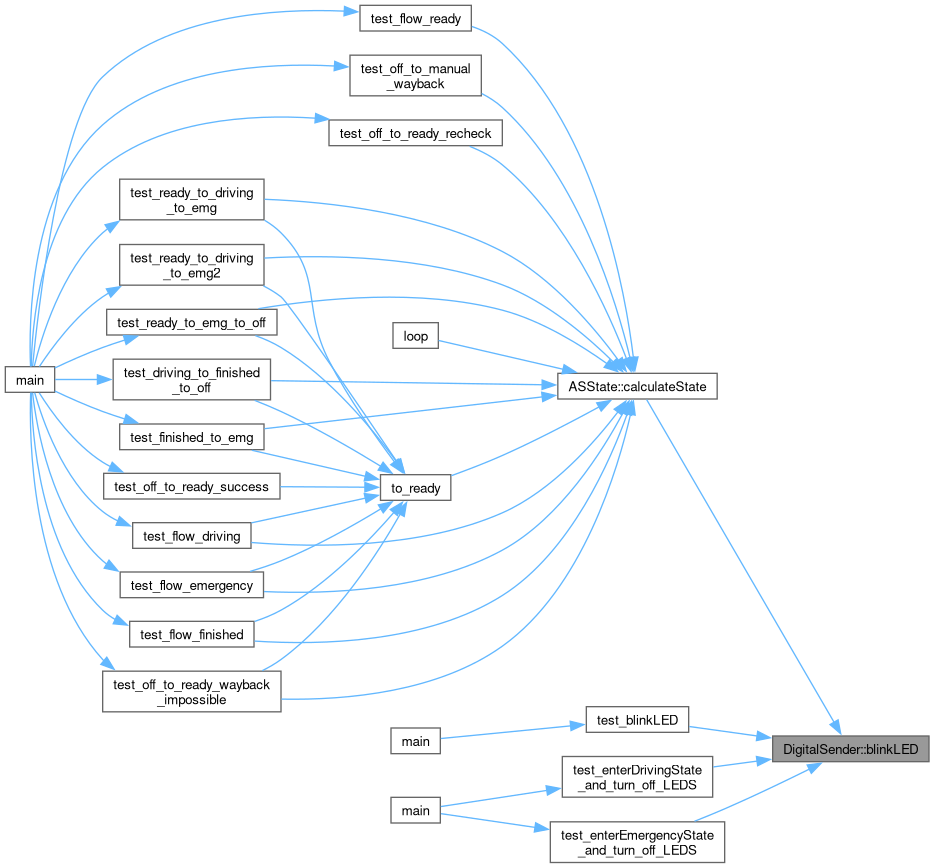 test_flow_ready
test_off_to_manual
_wayback
test_off_to_ready_recheck
test_ready_to_driving
_to_emg
test_ready_to_driving
_to_emg2
test_ready_to_emg_to_off
loop
main
test_driving_to_finished
_to_off
ASState::calculateState
test_finished_to_emg
test_off_to_ready_success
to_ready
test_flow_driving
test_flow_emergency
test_flow_finished
test_off_to_ready_wayback
_impossible
test_blinkLED
main
DigitalSender::blinkLED
test_enterDrivingState
_and_turn_off_LEDS
main
test_enterEmergencyState
_and_turn_off_LEDS